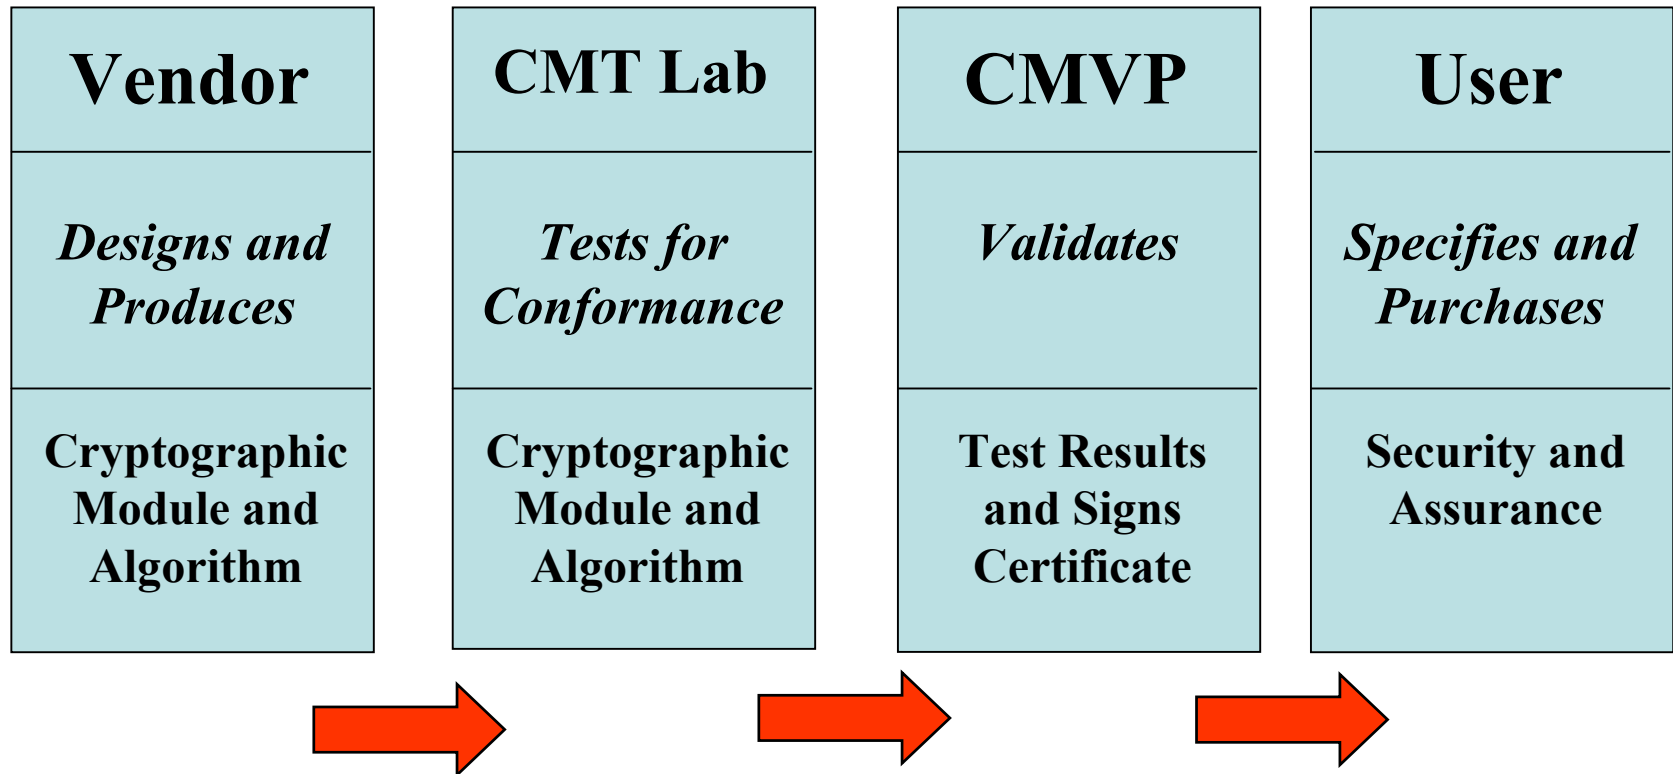 Vendor
Designs and
Produces
Cryptographic
Module and
Algorithm
CMT Lab
Tests for
Conformance
Cryptographic
Module and
Algorithm
CMVP
Validates
Test Results
and Signs
Certificate
User
Specifies and
Purchases
Security and
Assurance